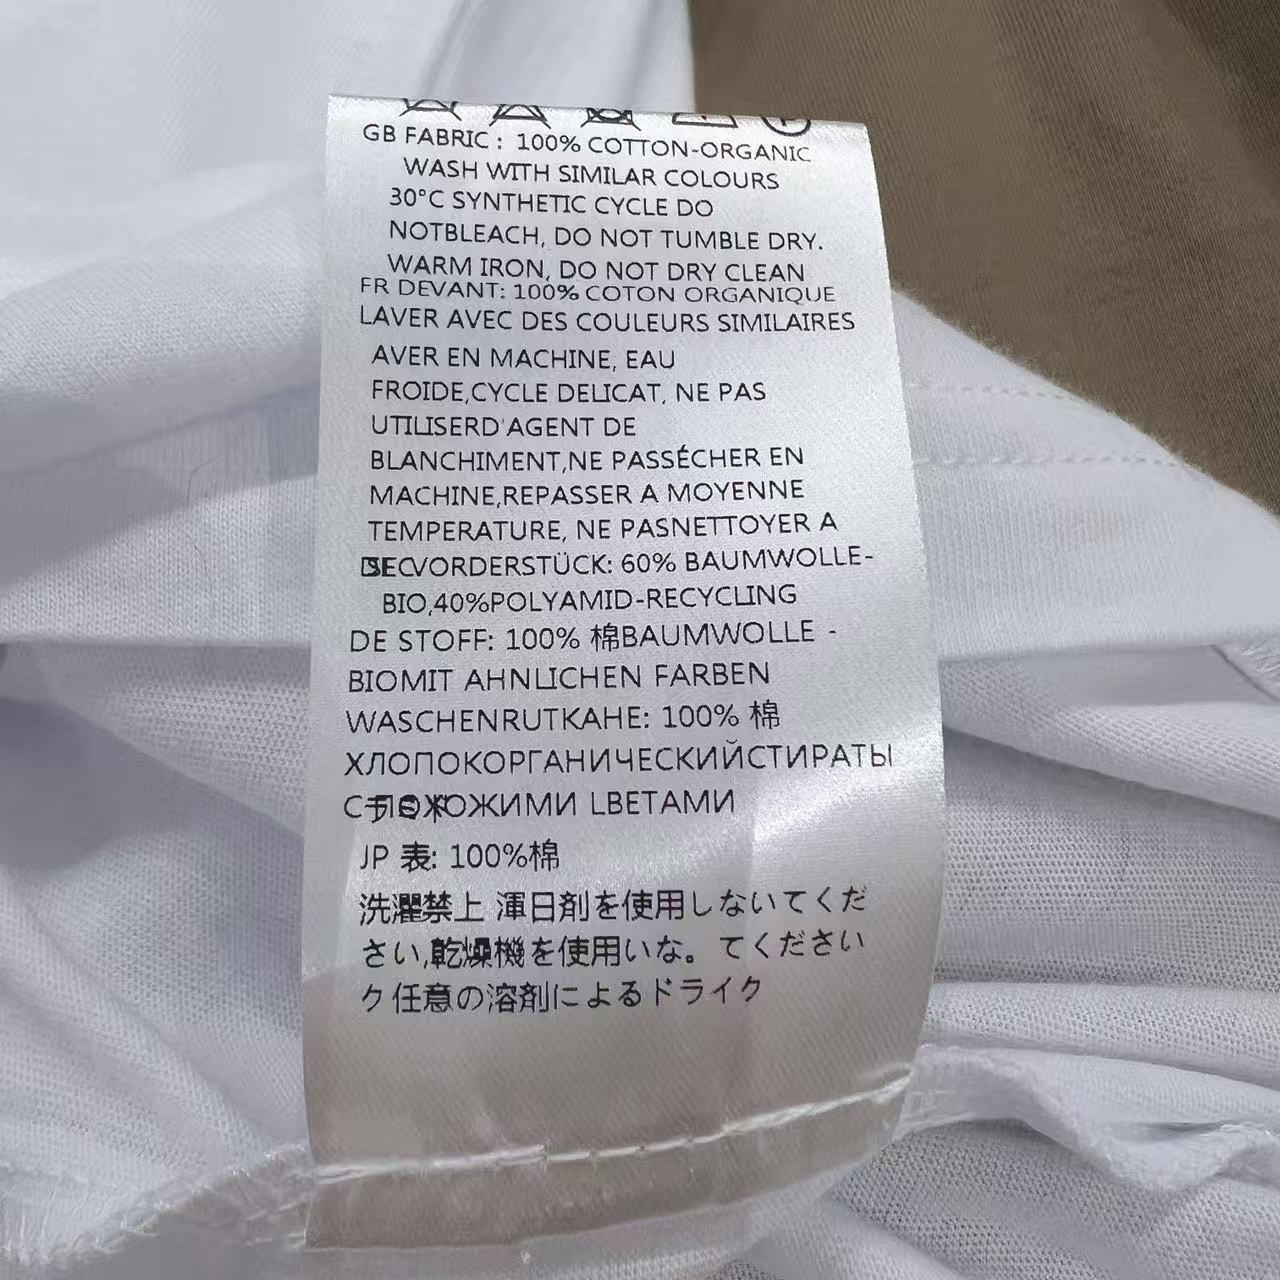 GB FABRIC : 100% COTTON-ORGANIC
WASH WITH SIMILAR COLOURS
30°C SYNTHETIC CYCLE DO
NOTBLEACH, DO NOT TUMBLE DRY.
WARM IRON, DO NOT DRY CLEAN
FR DEVANT: 100% COTON ORGANIQUE
LAVER AVEC DES COULEURS SIMILAIRES
AVER EN MACHINE, EAU
FROIDE,CYCLE DELICAT, NE PAS
UTILISERD'AGENT DE
BLANCHIMENT,NE PASSÉCHER EN
MACHINE,REPASSER A MOYENNE
TEMPERATURE, NE PASNETTOYER A
VORDERSTÜCK: 60% BAUMWOLLE-
BIO,40%POLYAMID-RECYCLING
DE STOFF: 100% 棉BAUMWOLLE -
BIOMIT AHNLICHEN FARBEN
WASCHENRUTKAHE: 100% 棉
ХЛОПОКОРГАНИЧЕСКИЙСТИРАТЫ
LВЕТАМИ
JP 表: 100%棉
洗濯禁上 渾日剤を使用しないてくだ
さい,乾燥機を使用いな。てください
ク任意の溶剤によるドライク